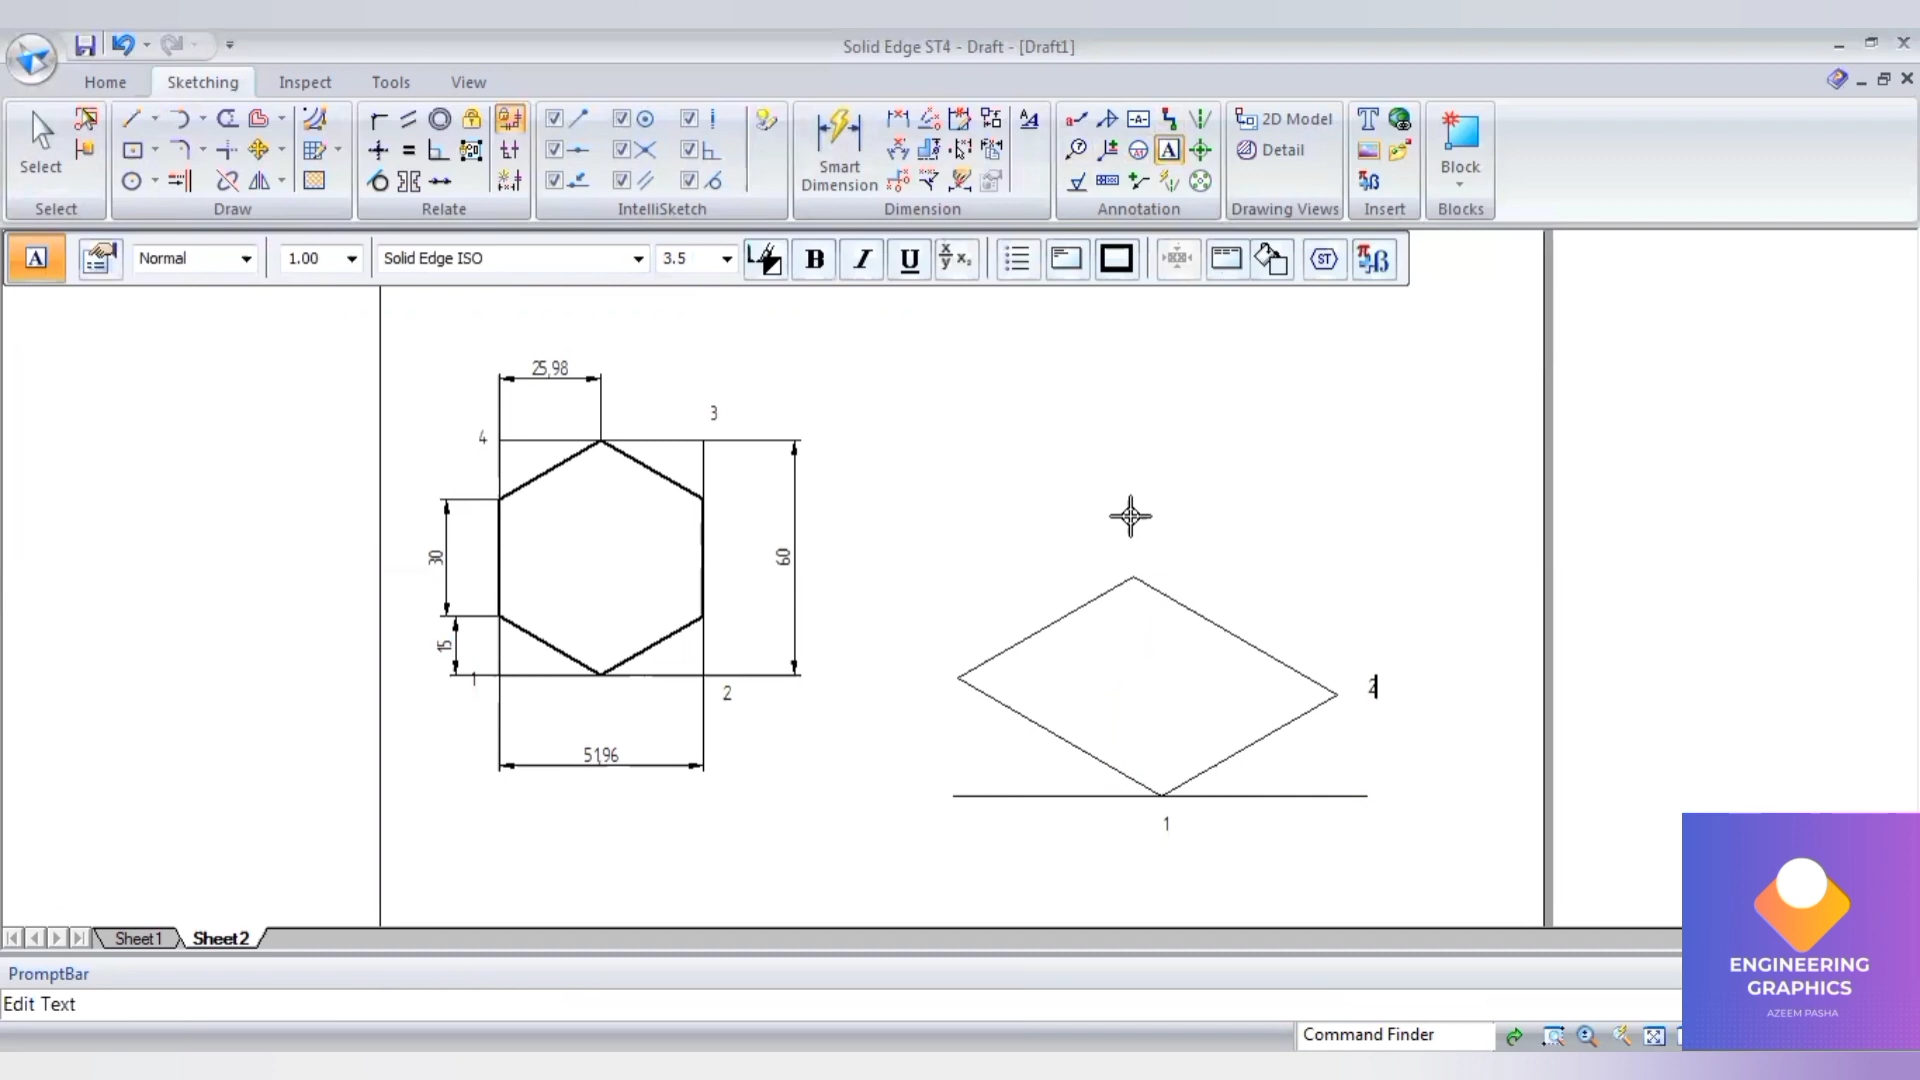 Solid Edge ST4 - Draft - [Draft1]
Home
Sketching
Inspect
Tools
View
Select
Smart
Dimension
2D Model
Detail
Block
Select
Draw
Relate
IntelliSketch
Dimension
Annotation
Drawing Views
Insert
Blocks
A
Normal
1.00
Solid Edge ISO
3.5
B
I
U
25,98
3
4
30
60
15
1
2
51,96
2
1
Sheet1
Sheet2
PromptBar
Edit Text
Command Finder
ENGINEERING
GRAPHICS
AZEEM PASHA